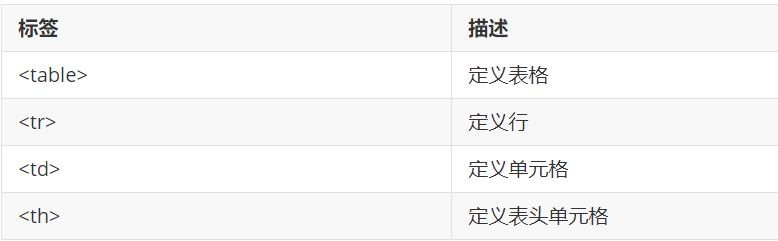 标签 描述
<table> 定义表格
<tr> 定义行
<td> 定义单元格
<th> 定义表头单元格